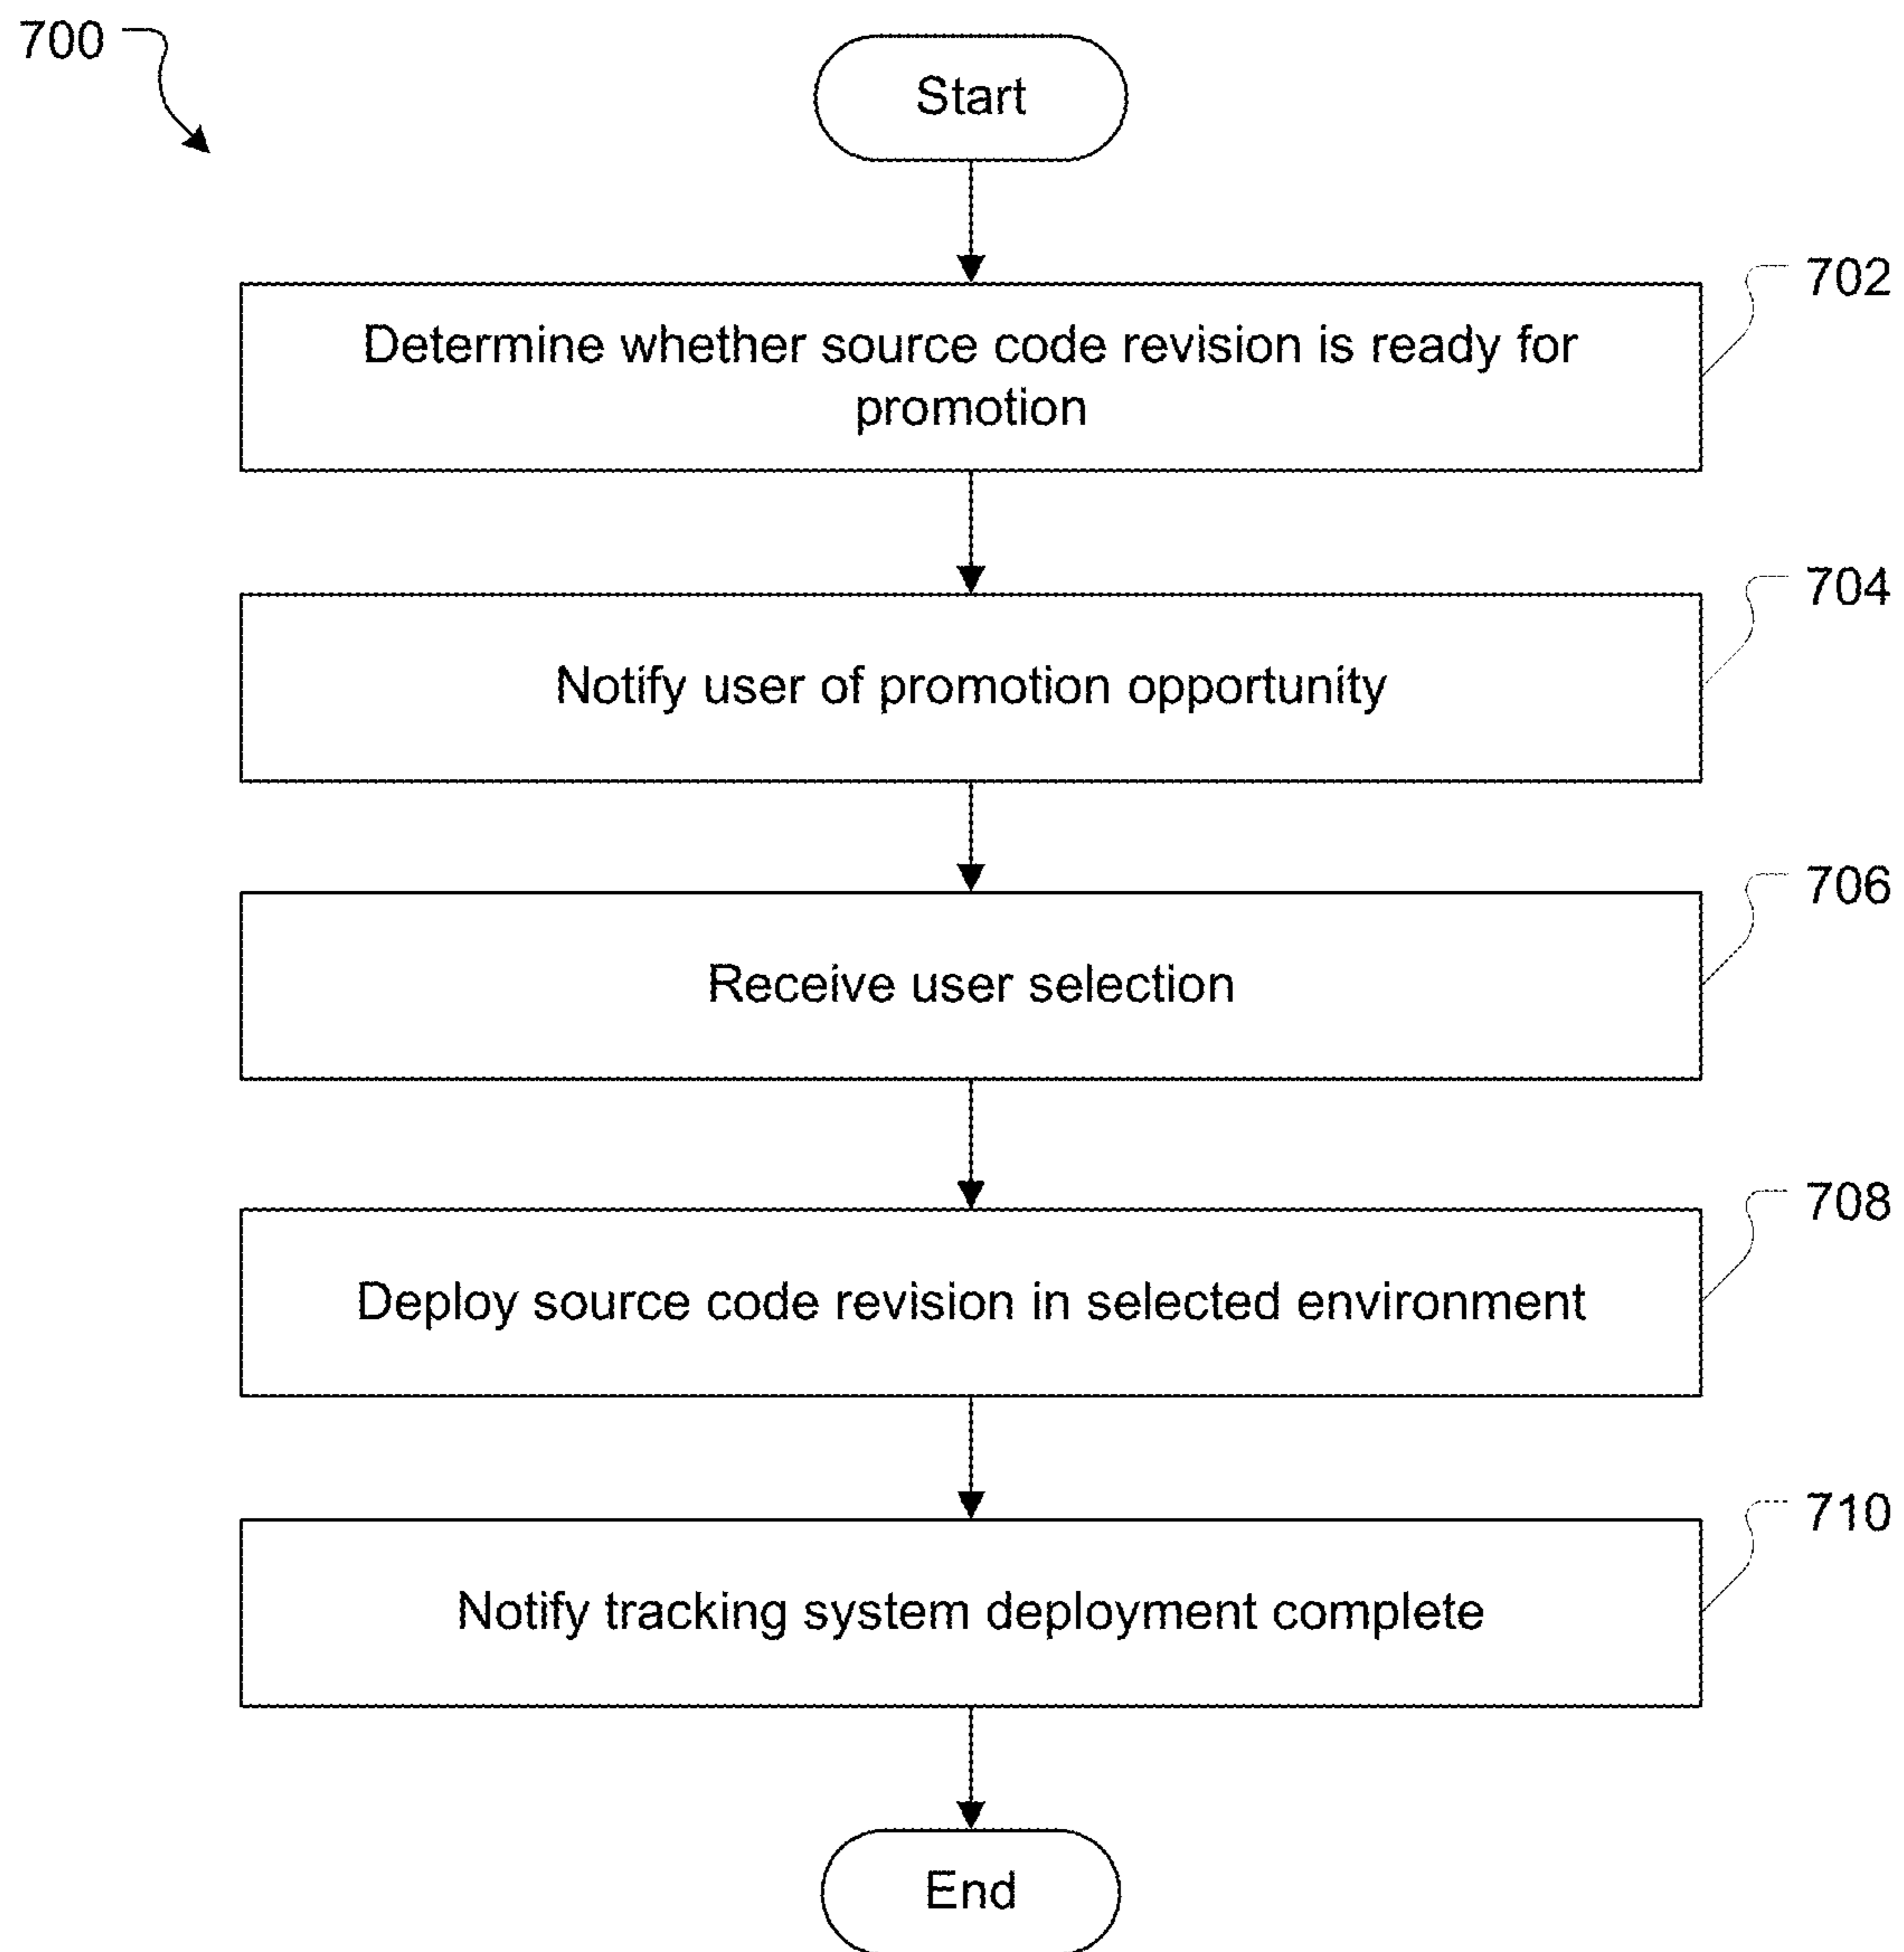 700
Start
702
Determine whether source code revision is ready for
promotion
704
Notify user of promotion opportunity
706
Receive user selection
708
Deploy source code revision in selected environment
710
Notify tracking system deployment complete
End